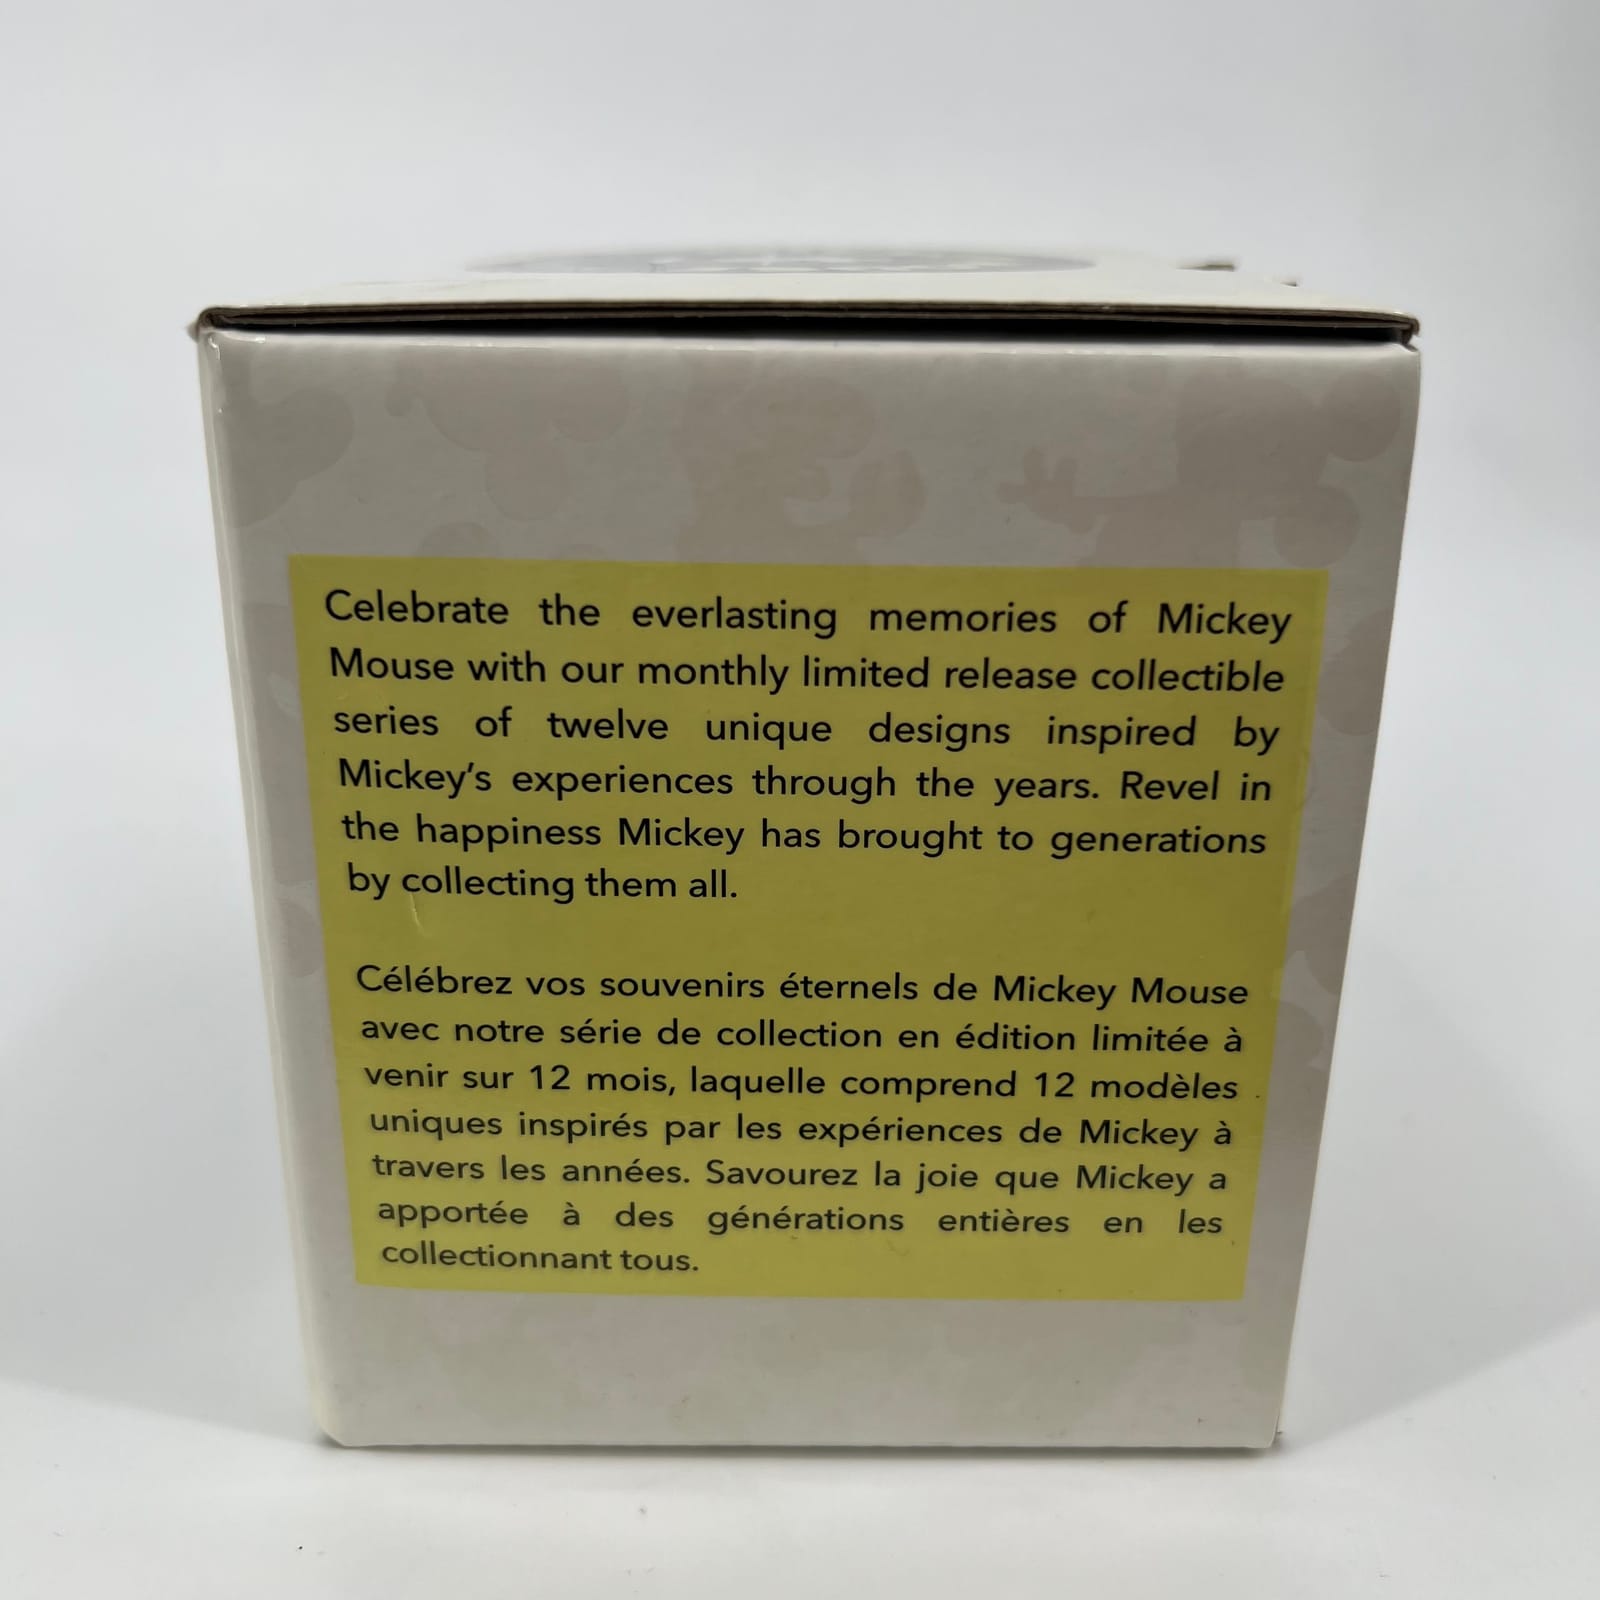 Celebrate the everlasting memories of Mickey
Mouse with our monthly limited release collectible
series of twelve unique designs inspired by
Mickey's experiences through the years. Revel in
the happiness Mickey has brought to generations
by collecting them all.
Célébrez vos souvenirs éternels de Mickey Mouse
avec notre série de collection en édition limitée à
venir sur 12 mois, laquelle comprend 12 modèles
uniques inspirés par les expériences de Mickey à
travers les années. Savourez la joie que Mickey a
apportée à des générations entières en les
collectionnant tous.